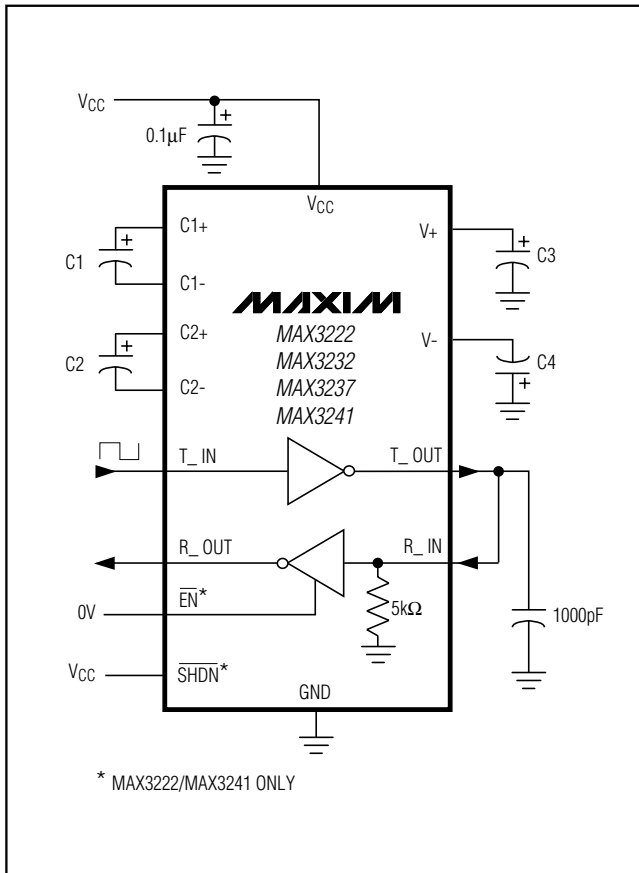 VCC
0.1µF
VCC
C1+
V+
C1
C3
C1-
MAXIM
C2+
MAX3222
V-
MAX3232
C2
C4
MAX3237
C2-
MAX3241
T_ IN
T_ OUT
R_ OUT
R_ IN
EN*
0V
5kΩ
1000pF
VCC
SHDN*
GND
* MAX3222/MAX3241 ONLY